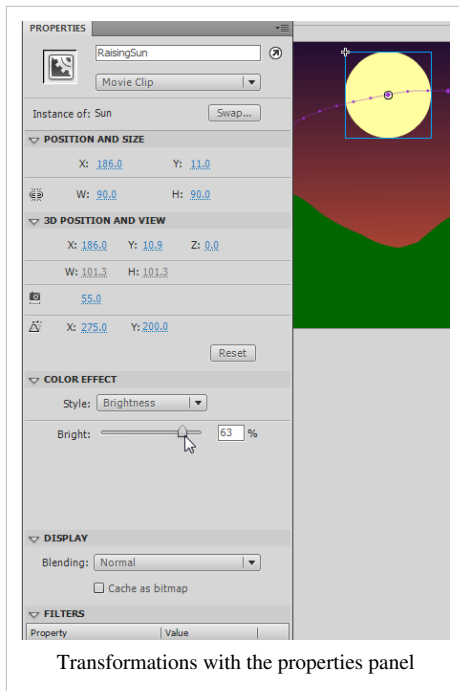 PROPERTIES
RaisingSun
Movie Clip
Instance of: Sun Swap...
POSITION AND SIZE
X: 186.0 Y: 11.0
W: 90.0 H: 90.0
3D POSITION AND VIEW
X: 186.0 Y: 10.9 Z: 0.0
W: 101.3 H: 101.3
55.0
X: 275.0 Y: 200.0
Reset
COLOR EFFECT
Style: Brightness
Bright: 63 %
DISPLAY
Blending: Normal
Cache as bitmap
FILTERS
Property Value
Transformations with the properties panel